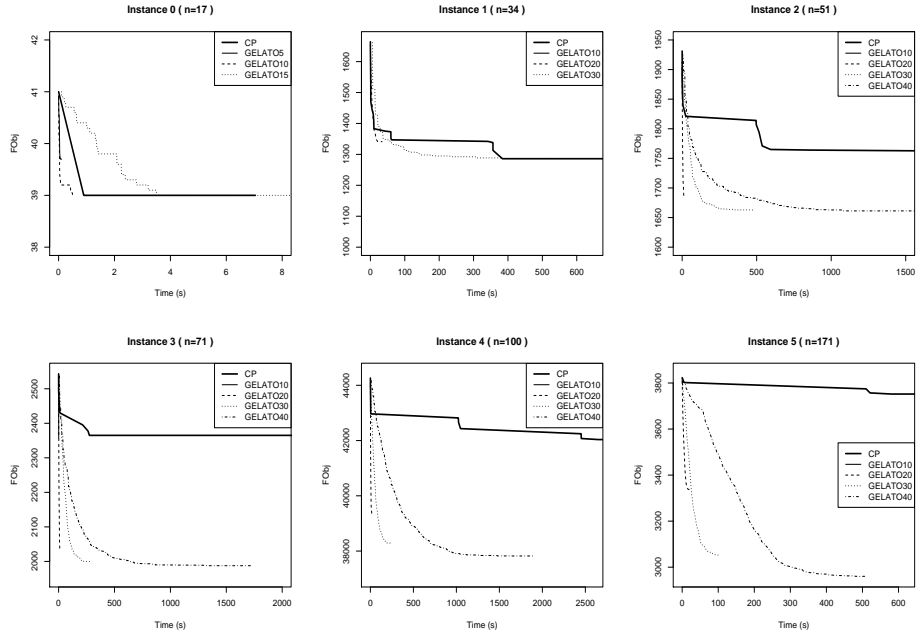 Instance 0 ( n=17)
CP
GELATO5
GELATO10
GELATO15
FObj
38
39
40
41
42
0
2
4
6
8
Time (s)
Instance 1 ( n=34)
CP
GELATO10
GELATO20
GELATO30
FObj
1000
1100
1200
1300
1400
1500
1600
0
100
200
300
400
500
600
Time (s)
Instance 2 ( n=51)
CP
GELATO10
GELATO20
GELATO30
GELATO40
FObj
1600
1650
1700
1750
1800
1850
1900
1950
0
500
1000
1500
Time (s)
Instance 3 ( n=71)
CP
GELATO10
GELATO20
GELATO30
GELATO40
FObj
2000
2100
2200
2300
2400
2500
0
500
1000
1500
2000
Time (s)
Instance 4 ( n=100)
CP
GELATO10
GELATO20
GELATO30
GELATO40
FObj
38000
40000
42000
44000
0
500
1000
1500
2000
2500
Time (s)
Instance 5 ( n=171)
CP
GELATO10
GELATO20
GELATO30
GELATO40
FObj
3000
3200
3400
3600
3800
0
100
200
300
400
500
600
Time (s)